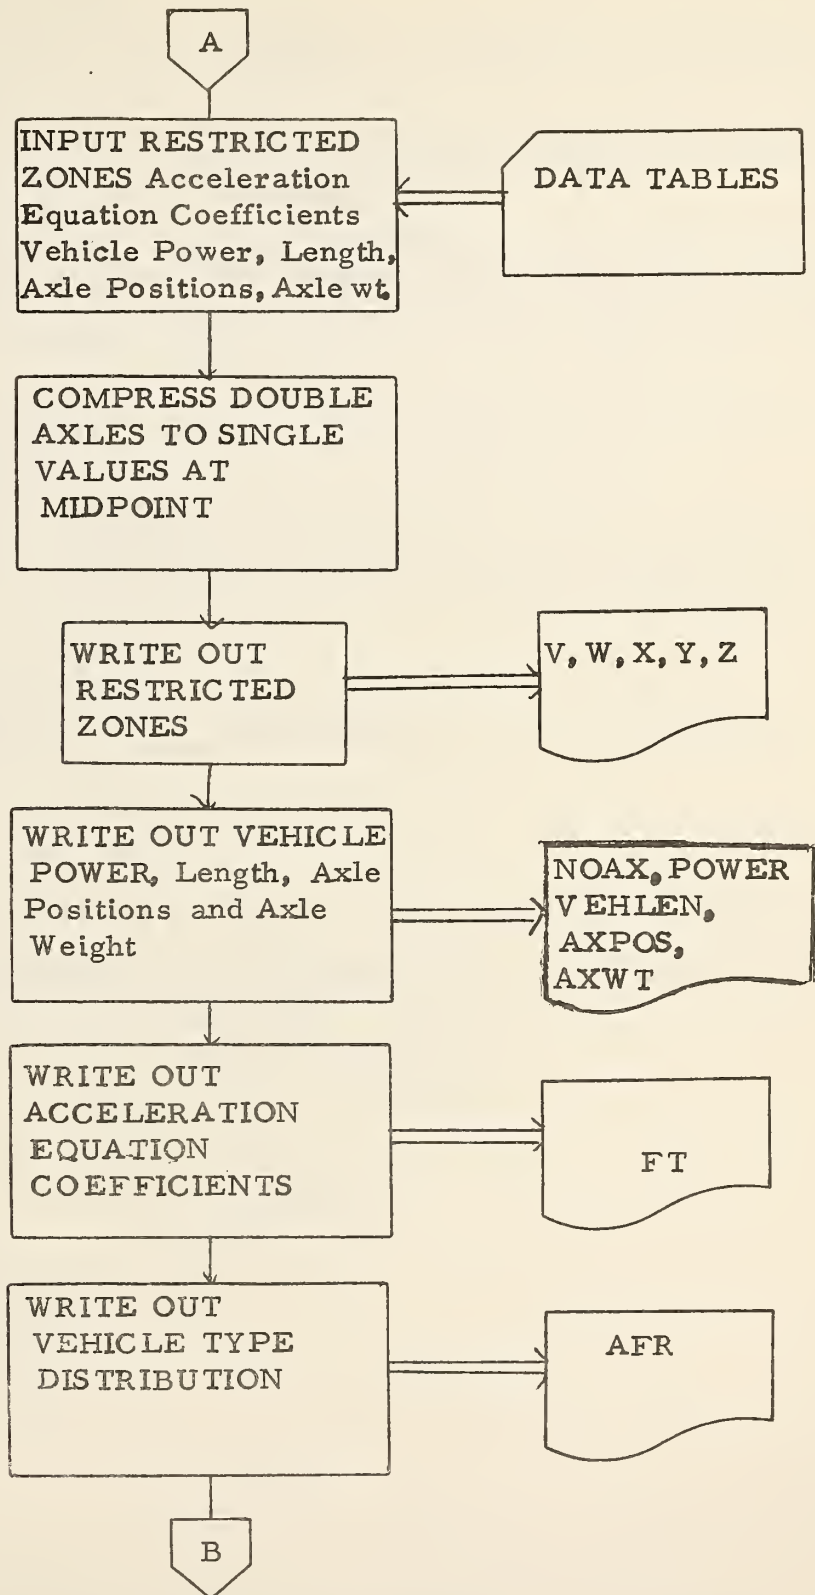 A
INPUT RESTRICTED
ZONES Acceleration
Equation Coefficients
Vehicle Power, Length,
Axle Positions, Axle wt.
DATA TABLES
COMPRESS DOUBLE
AXLES TO SINGLE
VALUES AT
MIDPOINT
WRITE OUT
RESTRICTED
ZONES
V, W, X, Y, Z
WRITE OUT VEHICLE
POWER, Length, Axle
Positions and Axle
Weight
NOAX, POWER
VEHLEN,
AXPOS,
AXWT
WRITE OUT
ACCELERATION
EQUATION
COEFFICIENTS
FT
WRITE OUT
VEHICLE TYPE
DISTRIBUTION
AFR
B